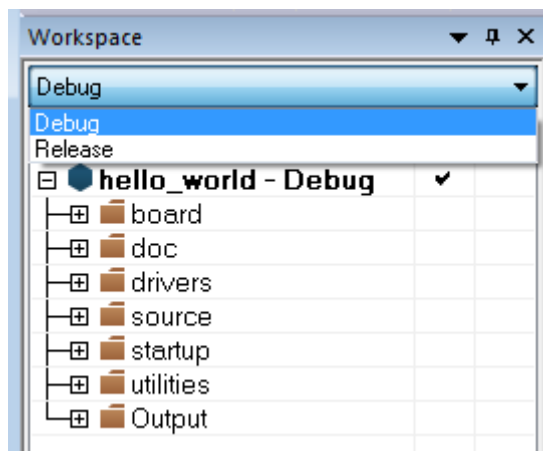 Workspace
Debug
Debug
Release
hello_world - Debug
board
doc
drivers
source
startup
utilities
Output